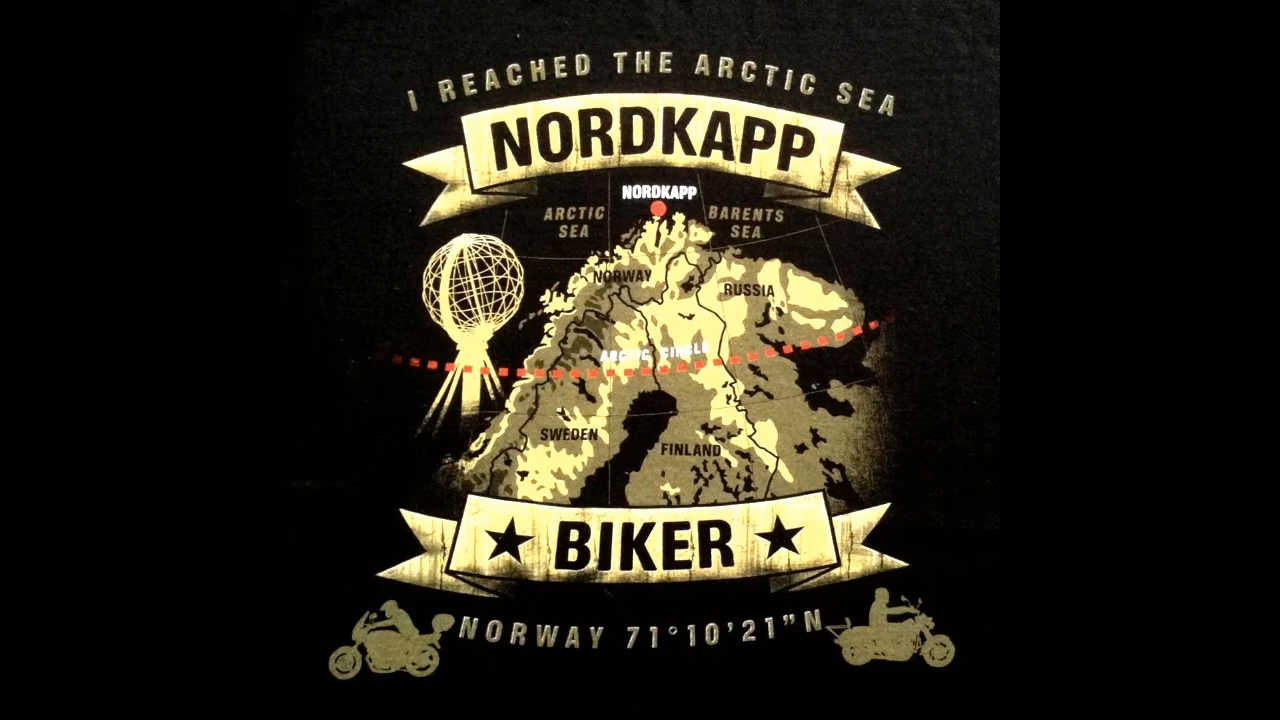 I REACHED THE ARCTIC SEA
NORDKAPP
NORDKAPP
ARCTIC SEA
BARENTS SEA
NORWAY
RUSSIA
ARCTIC CIRCLE
SWEDEN
FINLAND
BIKER
NORWAY 71°10'21"N